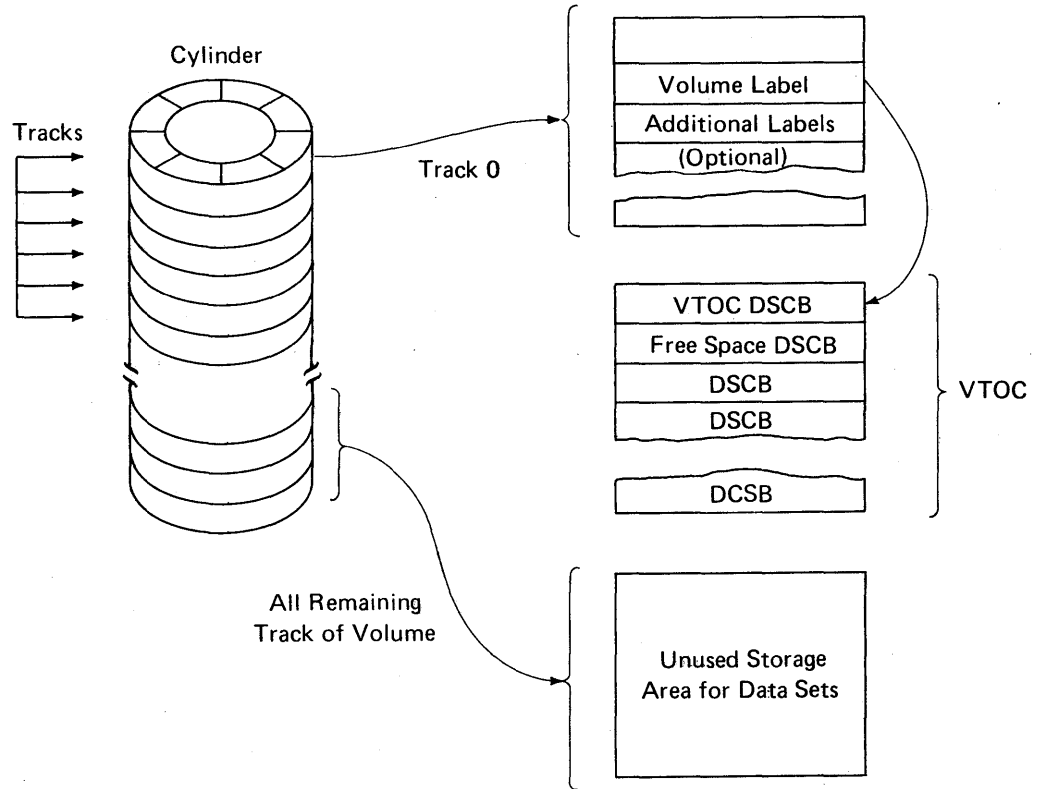 Cylinder
Tracks
Track 0
Volume Label
Additional Labels
(Optional)
VTOC DSCB
Free Space DSCB
DSCB
DSCB
DCSB
VTOC
All Remaining
Track of Volume
Unused Storage
Area for Data Sets